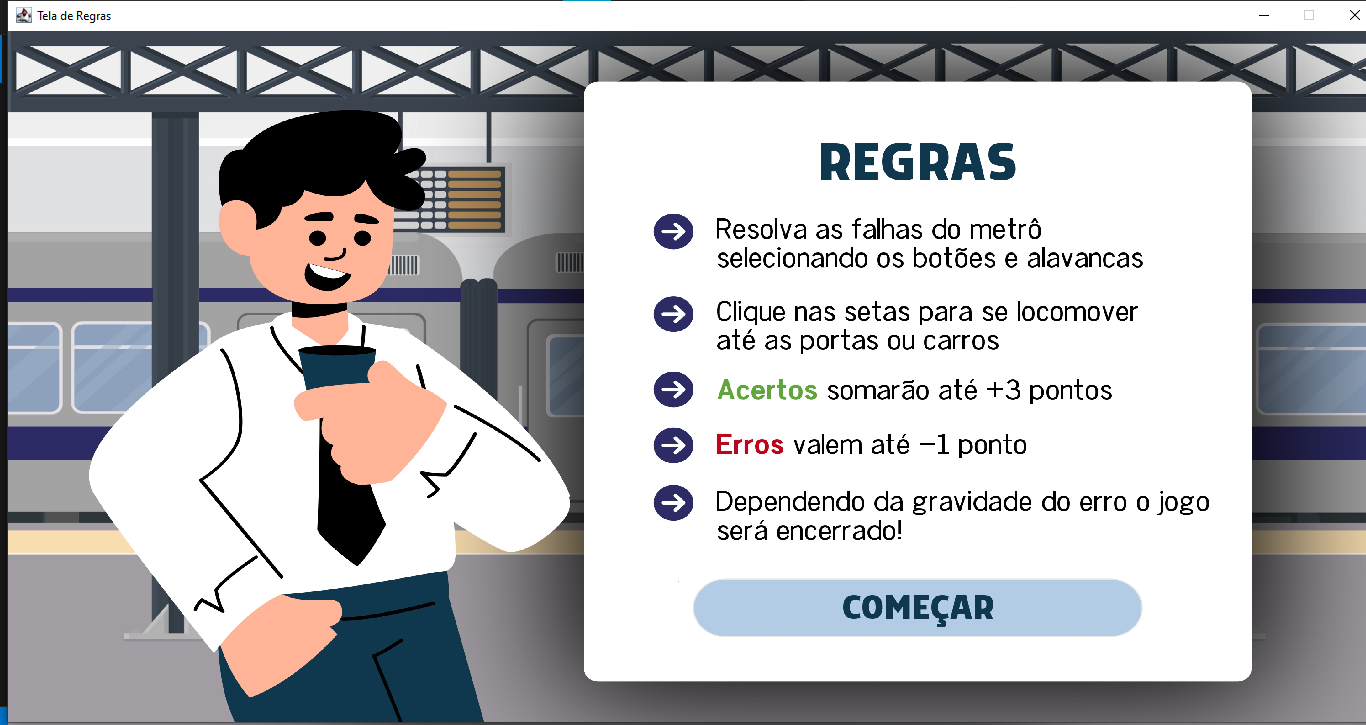 Tela de Regras
REGRAS
Resolva as falhas do metrô
selecionando os botões e alavancas
Clique nas setas para se locomover
até as portas ou carros
Acertos somarão até +3 pontos
Erros valem até −1 ponto
Dependendo da gravidade do erro o jogo
será encerrado!
COMEÇAR